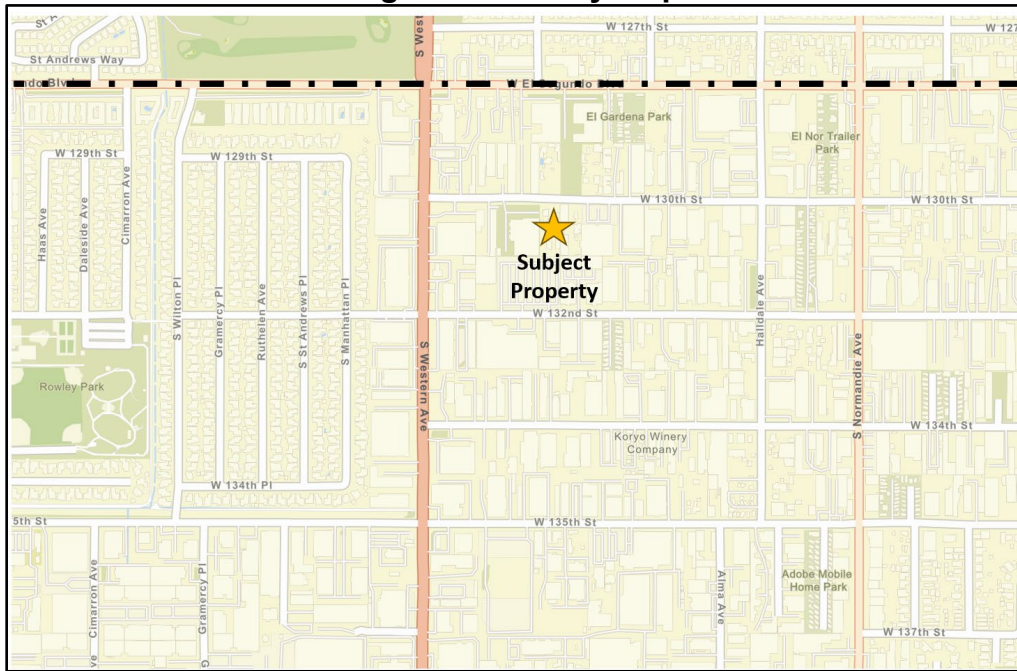 St A
St Andrews Way
S West
W 127th St
W 127
ndo Blvd
W El Segundo Blvd
El Gardena Park
El Nor Trailer
Park
W 129th St
W 129th St
Haas Ave
Daleside Ave
Cimarron Ave
S Wilton Pl
Gramercy Pl
Ruthelen Ave
S St Andrews Pl
S Manhattan Pl
W 130th St
W 130th St
Subject
Property
Halldale Ave
W 132nd St
S Western Ave
S Normandie Ave
Rowley Park
Koryo Winery
Company
W 134th St
W 134th Pl
5th St
W 135th St
Cimarron Ave
Gramercy Pl
Alma Ave
Adobe Mobile
Home Park
W 137th St
ve
G